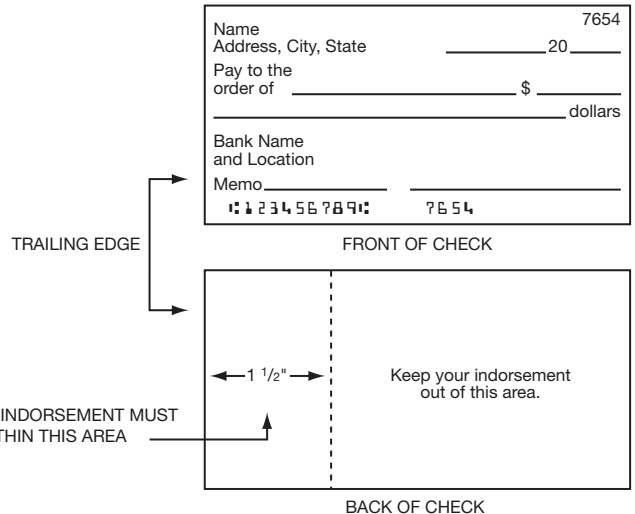 7654
Name
Address, City, State 20
Pay to the
order of $
dollars
Bank Name
and Location
Memo
⑆123456789⑆ 7654
TRAILING EDGE
FRONT OF CHECK
1 1/2"
Keep your indorsement
out of this area.
INDORSEMENT MUST
THIS AREA
BACK OF CHECK